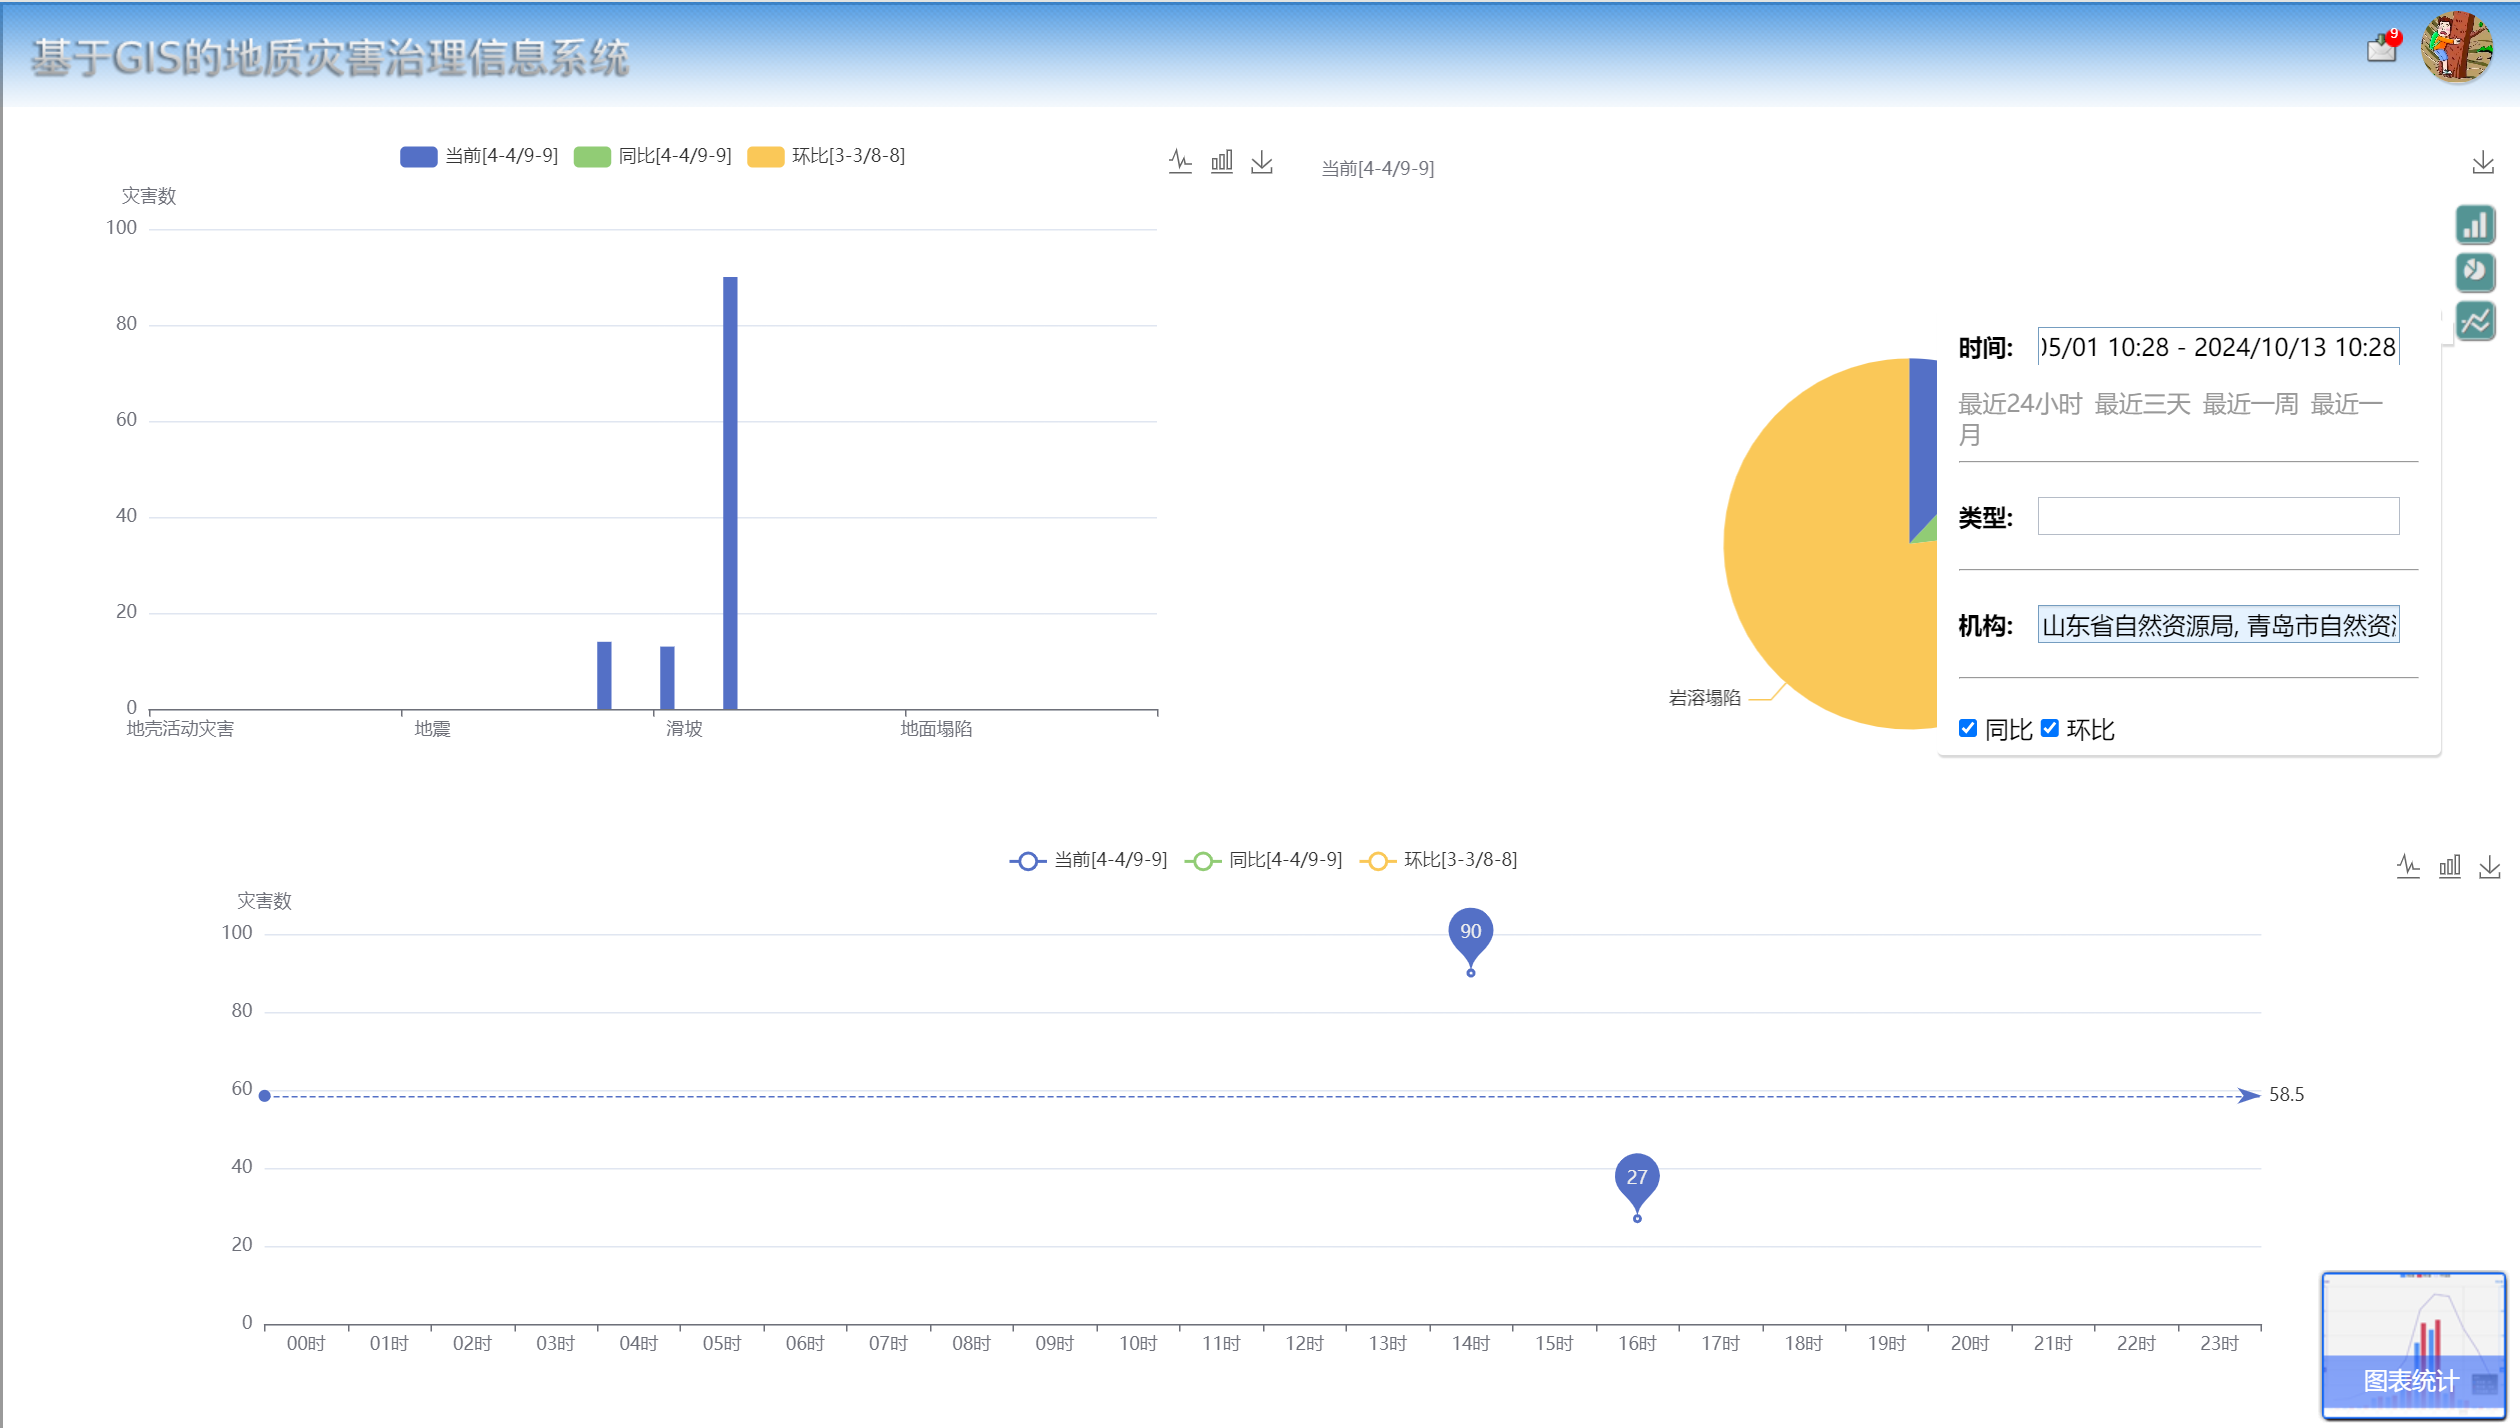 基于GIS的地质灾害治理信息系统
9
当前[4-4/9-9] 同比[4-4/9-9] 环比[3-3/8-8]
当前[4-4/9-9]
灾害数
100
80
60
40
20
0
地壳活动灾害 地震 滑坡 地面塌陷
岩溶塌陷
时间: 05/01 10:28 - 2024/10/13 10:28
最近24小时 最近三天 最近一周 最近一
月
类型:
机构: 山东省自然资源局, 青岛市自然资
同比 环比
当前[4-4/9-9] 同比[4-4/9-9] 环比[3-3/8-8]
灾害数
100
80
60
40
20
0
90
58.5
27
00时 01时 02时 03时 04时 05时 06时 07时 08时 09时 10时 11时 12时 13时 14时 15时 16时 17时 18时 19时 20时 21时 22时 23时
图表统计